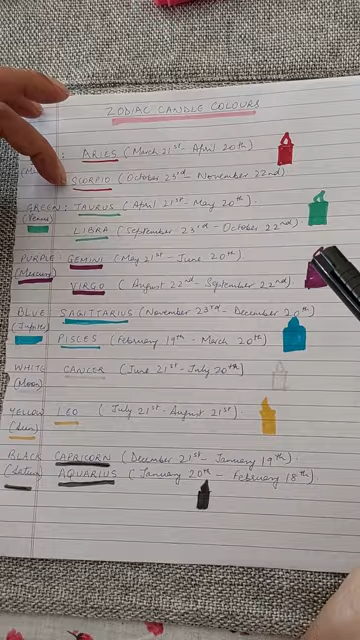 ZODIAC CANDLE COLOURS
: ARIES (March 21st - April 20th)
SCORPIO (October 23rd - November 22nd)
GREEN: TAURUS (April 21st - May 20th).
(Venus) LIBRA (September 23rd - October 22nd).
PURPLE: GEMINI (May 21st - June 20th).
(Mercury) VIRGO (August 22nd - September 22nd).
BLUE SAGITTARIUS (November 23rd - December 20th)
(Jupiter) PISCES (February 19th - March 20th).
WHITE CANCER (June 21st - July 20th)
(Moon)
YELLOW LEO (July 21st - August 21st).
(Sun)
BLACK CAPRICORN (December 21st - January 19th)
(Saturn) AQUARIUS (January 20th - February 18th).